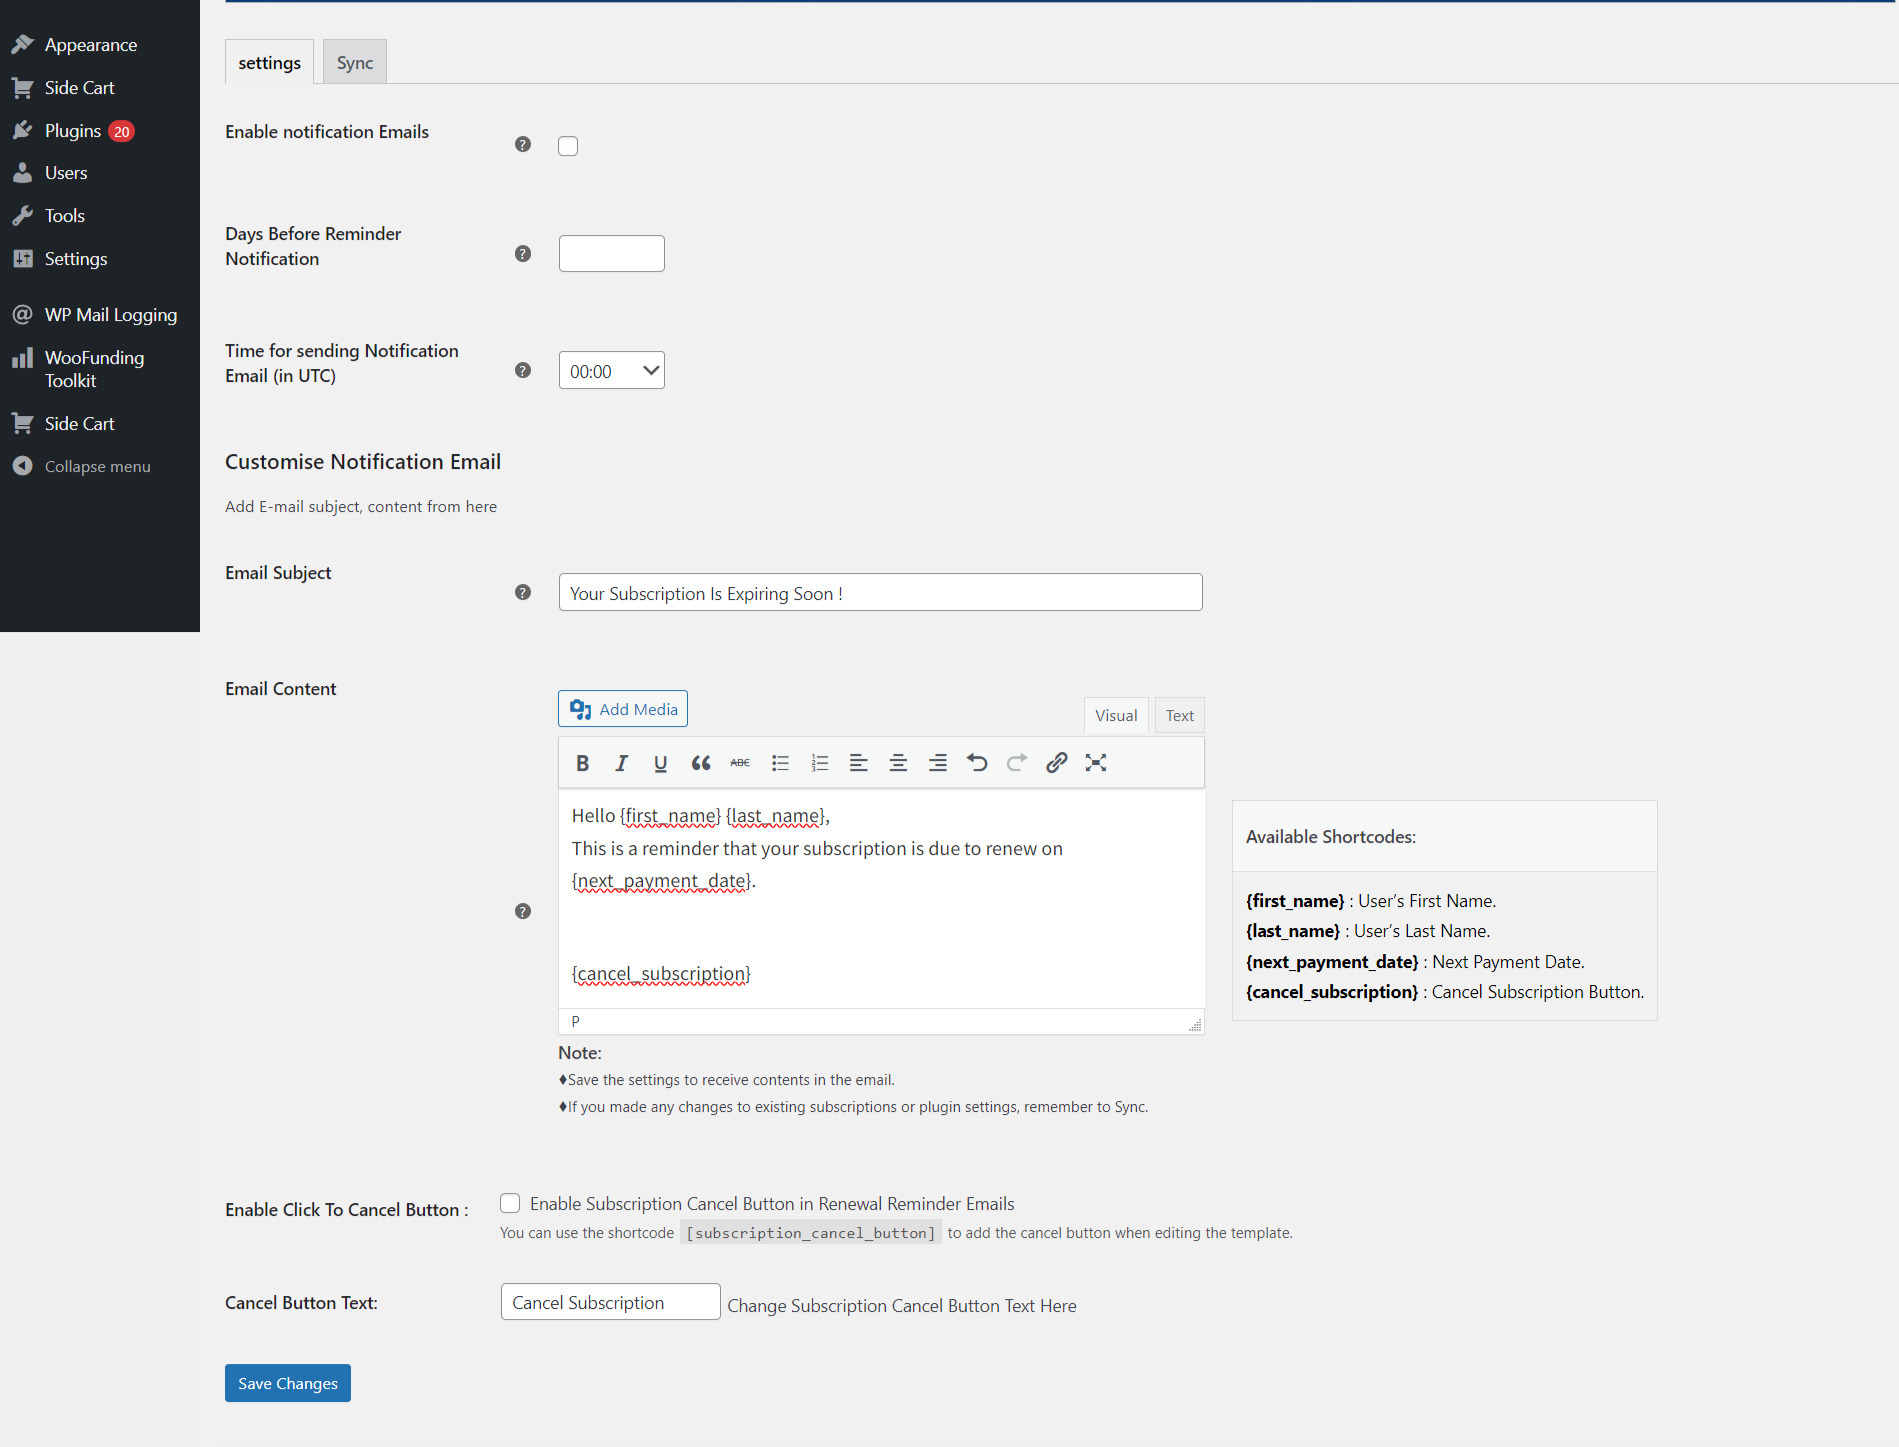 Appearance
Side Cart
Plugins 20
Users
Tools
Settings
WP Mail Logging
WooFunding
Toolkit
Side Cart
Collapse menu
settings
Sync
Enable notification Emails
?
Days Before Reminder
Notification
?
Time for sending Notification
Email (in UTC)
?
00:00
Customise Notification Email
Add E-mail subject, content from here
Email Subject
?
Your Subscription Is Expiring Soon !
Email Content
Add Media
Visual
Text
B I U ABC
Hello {first_name} {last_name},
This is a reminder that your subscription is due to renew on
{next_payment_date}.
?
{cancel_subscription}
P
Available Shortcodes:
{first_name} : User’s First Name.
{last_name} : User’s Last Name.
{next_payment_date} : Next Payment Date.
{cancel_subscription} : Cancel Subscription Button.
Note:
♦Save the settings to receive contents in the email.
♦If you made any changes to existing subscriptions or plugin settings, remember to Sync.
Enable Click To Cancel Button :
Enable Subscription Cancel Button in Renewal Reminder Emails
You can use the shortcode [subscription_cancel_button] to add the cancel button when editing the template.
Cancel Button Text:
Cancel Subscription
Change Subscription Cancel Button Text Here
Save Changes